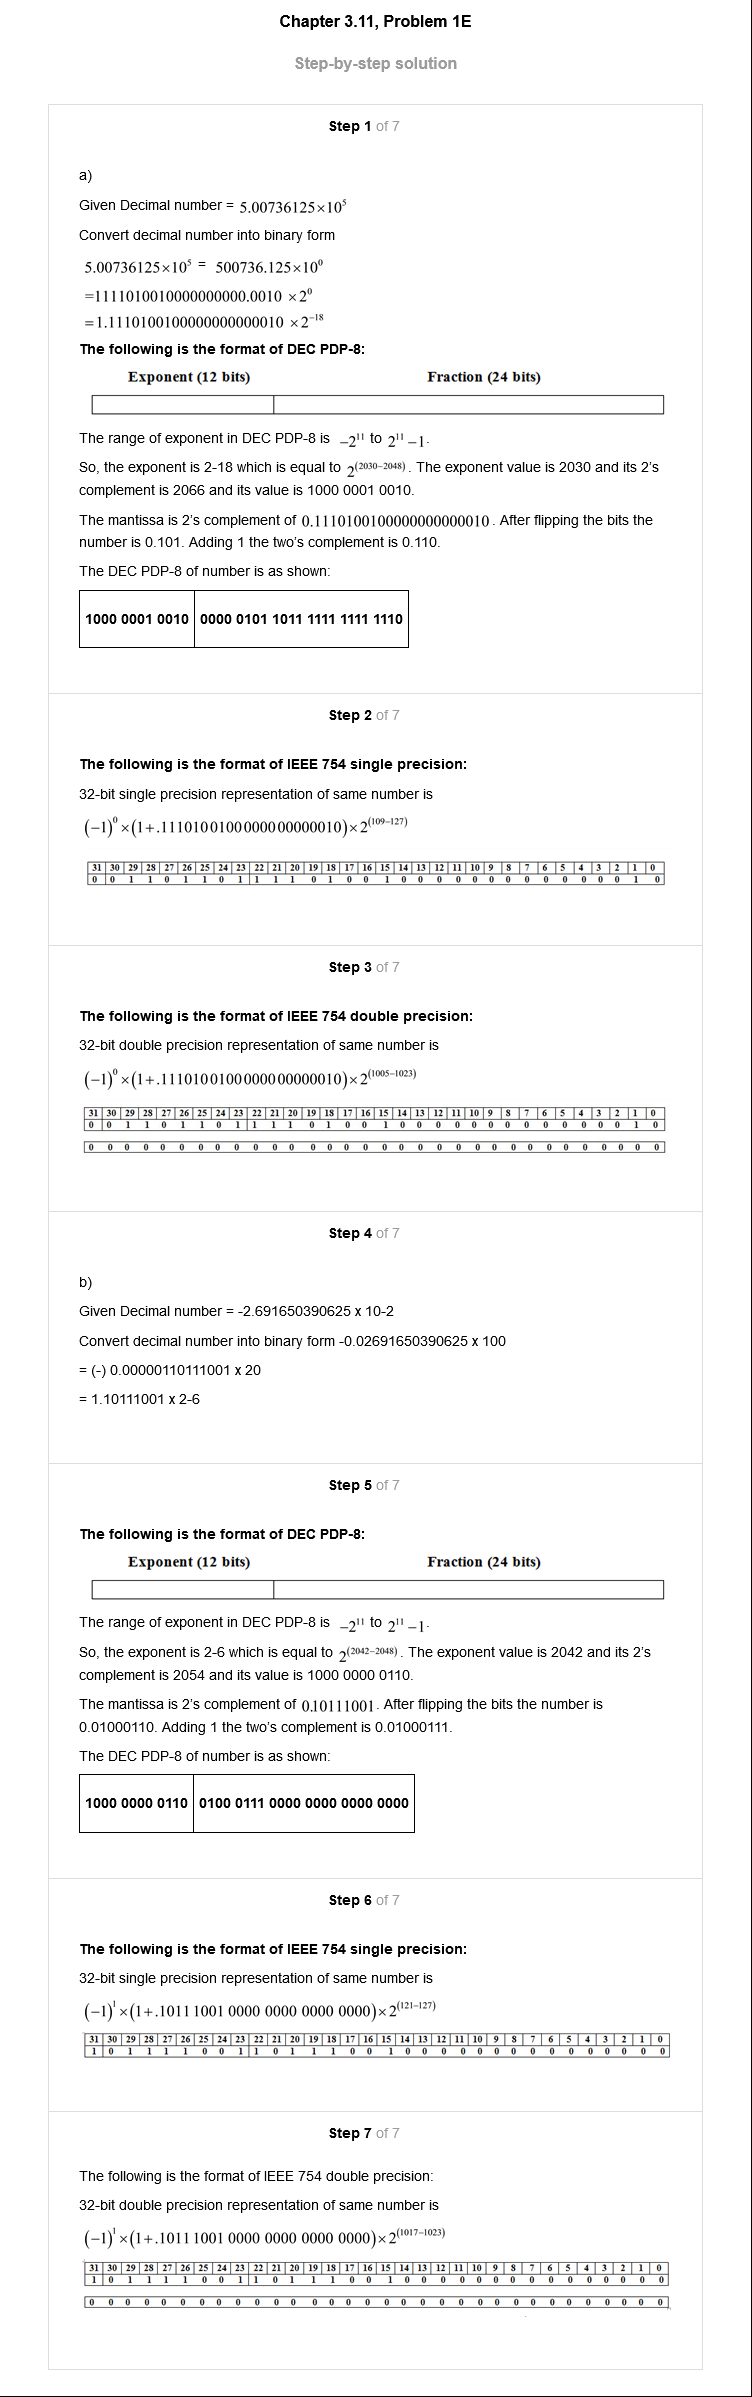 Chapter 3.11, Problem 1E
Step-by-step solution
Step 1 of 7
a)
Given Decimal number = 5.00736125×10⁵
Convert decimal number into binary form
5.00736125×10⁵ = 500736.125×10⁰
=1111010010000000000.0010 ×2⁰
=1.1110100100000000000010 ×2⁻¹⁸
The following is the format of DEC PDP-8:
Exponent (12 bits) Fraction (24 bits)
The range of exponent in DEC PDP-8 is −2¹¹ to 2¹¹ −1.
So, the exponent is 2-18 which is equal to 2⁽²⁰³⁰⁻²⁰⁴⁸⁾. The exponent value is 2030 and its 2's
complement is 2066 and its value is 1000 0001 0010.
The mantissa is 2's complement of 0.1110100100000000000010. After flipping the bits the
number is 0.101. Adding 1 the two's complement is 0.110.
The DEC PDP-8 of number is as shown:
1000 0001 0010 0000 0101 1011 1111 1111 1110
Step 2 of 7
The following is the format of IEEE 754 single precision:
32-bit single precision representation of same number is
(−1)⁰×(1+.1110100100000000000010)×2⁽¹⁰⁹⁻¹²⁷⁾
31 30 29 28 27 26 25 24 23 22 21 20 19 18 17 16 15 14 13 12 11 10 9 8 7 6 5 4 3 2 1 0
0 0 1 1 0 1 1 0 1 1 1 1 0 1 0 0 1 0 0 0 0 0 0 0 0 0 0 0 0 0 1 0
Step 3 of 7
The following is the format of IEEE 754 double precision:
32-bit double precision representation of same number is
(−1)⁰×(1+.1110100100000000000010)×2⁽¹⁰⁰⁵⁻¹⁰²³⁾
31 30 29 28 27 26 25 24 23 22 21 20 19 18 17 16 15 14 13 12 11 10 9 8 7 6 5 4 3 2 1 0
0 0 1 1 0 1 1 0 1 1 1 1 0 1 0 0 1 0 0 0 0 0 0 0 0 0 0 0 0 0 1 0
0 0 0 0 0 0 0 0 0 0 0 0 0 0 0 0 0 0 0 0 0 0 0 0 0 0 0 0 0 0 0 0
Step 4 of 7
b)
Given Decimal number = -2.691650390625 x 10-2
Convert decimal number into binary form -0.02691650390625 x 100
= (-) 0.00000110111001 x 20
= 1.10111001 x 2-6
Step 5 of 7
The following is the format of DEC PDP-8:
Exponent (12 bits) Fraction (24 bits)
The range of exponent in DEC PDP-8 is −2¹¹ to 2¹¹ −1.
So, the exponent is 2-6 which is equal to 2⁽²⁰⁴²⁻²⁰⁴⁸⁾. The exponent value is 2042 and its 2's
complement is 2054 and its value is 1000 0000 0110.
The mantissa is 2's complement of 0.10111001. After flipping the bits the number is
0.01000110. Adding 1 the two's complement is 0.01000111.
The DEC PDP-8 of number is as shown:
1000 0000 0110 0100 0111 0000 0000 0000 0000
Step 6 of 7
The following is the format of IEEE 754 single precision:
32-bit single precision representation of same number is
(−1)¹×(1+.1011 1001 0000 0000 0000 0000)×2⁽¹²¹⁻¹²⁷⁾
31 30 29 28 27 26 25 24 23 22 21 20 19 18 17 16 15 14 13 12 11 10 9 8 7 6 5 4 3 2 1 0
1 0 1 1 1 1 0 0 1 1 0 1 1 1 0 0 1 0 0 0 0 0 0 0 0 0 0 0 0 0 0 0
Step 7 of 7
The following is the format of IEEE 754 double precision:
32-bit double precision representation of same number is
(−1)¹×(1+.1011 1001 0000 0000 0000 0000)×2⁽¹⁰¹⁷⁻¹⁰²³⁾
31 30 29 28 27 26 25 24 23 22 21 20 19 18 17 16 15 14 13 12 11 10 9 8 7 6 5 4 3 2 1 0
1 0 1 1 1 1 0 0 1 1 0 1 1 1 0 0 1 0 0 0 0 0 0 0 0 0 0 0 0 0 0 0
0 0 0 0 0 0 0 0 0 0 0 0 0 0 0 0 0 0 0 0 0 0 0 0 0 0 0 0 0 0 0 0